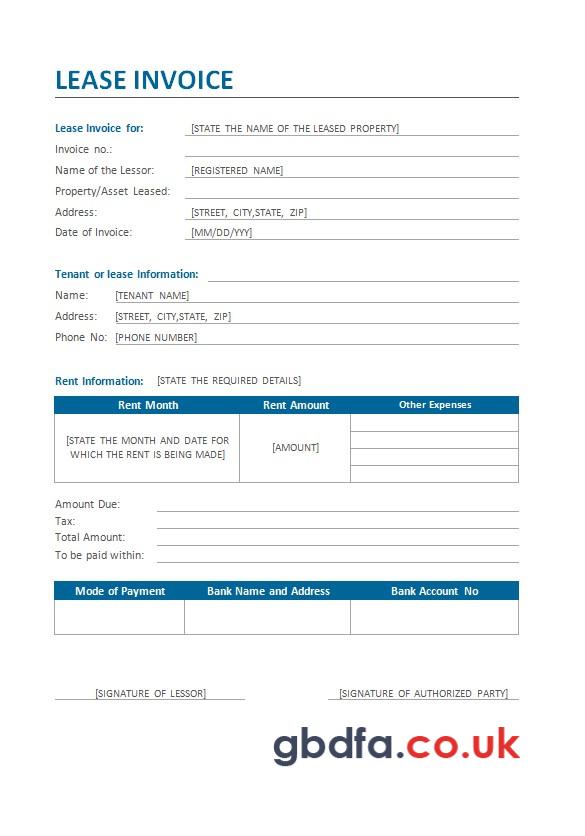 LEASE INVOICE
Lease Invoice for: [STATE THE NAME OF THE LEASED PROPERTY]
Invoice no.:
Name of the Lessor: [REGISTERED NAME]
Property/Asset Leased:
Address: [STREET, CITY,STATE, ZIP]
Date of Invoice: [MM/DD/YYY]
Tenant or lease Information:
Name: [TENANT NAME]
Address: [STREET, CITY,STATE, ZIP]
Phone No: [PHONE NUMBER]
Rent Information: [STATE THE REQUIRED DETAILS]
Rent Month Rent Amount Other Expenses
[STATE THE MONTH AND DATE FOR
WHICH THE RENT IS BEING MADE] [AMOUNT]
Amount Due:
Tax:
Total Amount:
To be paid within:
Mode of Payment Bank Name and Address Bank Account No
[SIGNATURE OF LESSOR] [SIGNATURE OF AUTHORIZED PARTY]
gbdfa.co.uk